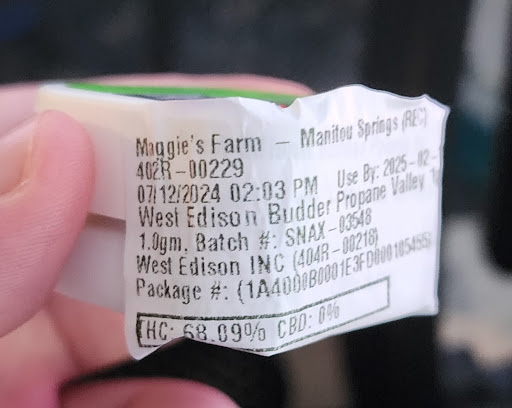 Maggie's Farm - Manitou Springs (REC)
402R-00229
07/12/2024 02:03 PM Use By: 2025-02-
West Edison Budder Propane Valley
1.0gm, Batch #: SNAX-03548
West Edison INC (404R-00218)
Package #:
THC: 68.09% CBD: 0%